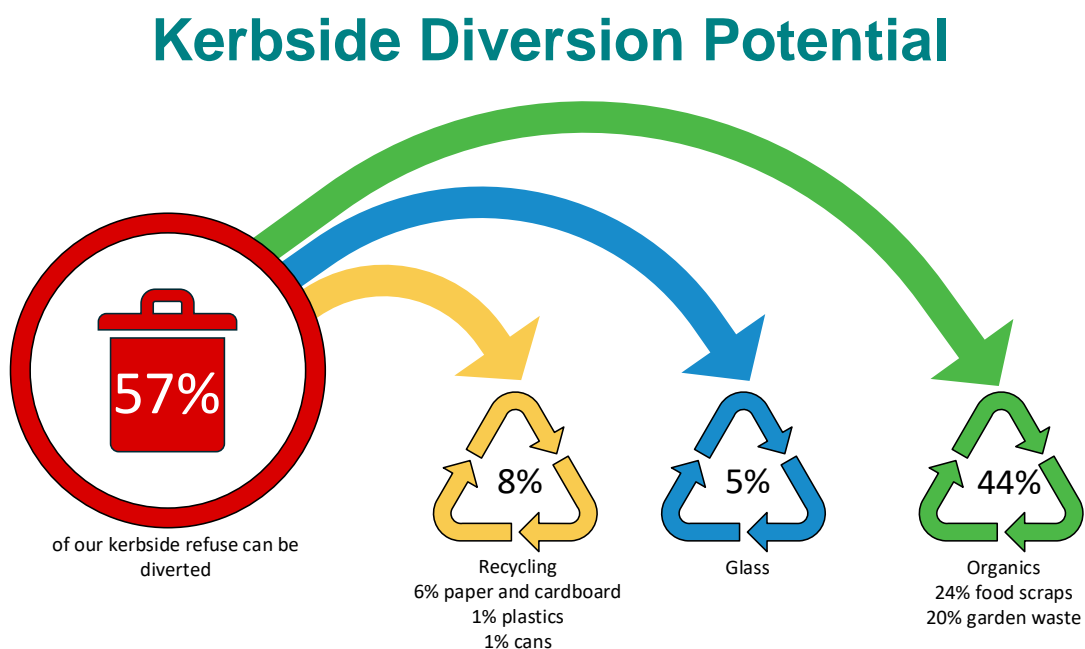 Kerbside Diversion Potential
57%
of our kerbside refuse can be
diverted
8%
Recycling
6% paper and cardboard
1% plastics
1% cans
5%
Glass
44%
Organics
24% food scraps
20% garden waste